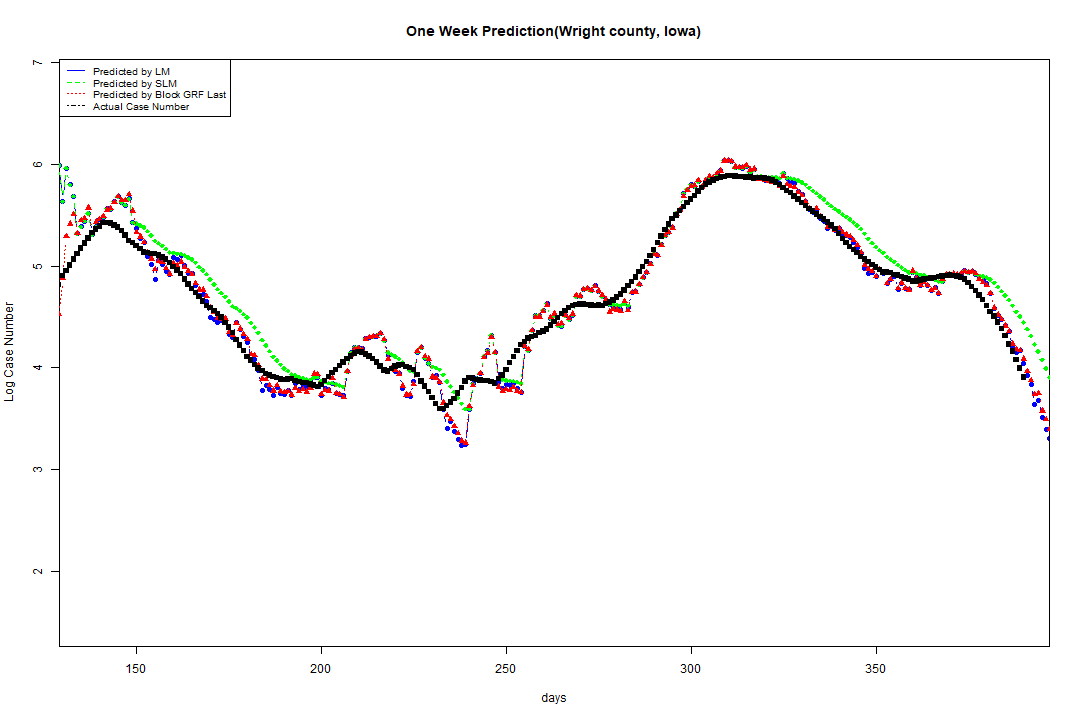 One Week Prediction(Wright county, Iowa)
Predicted by LM
Predicted by SLM
Predicted by Block GRF Last
Actual Case Number
7
6
5
4
3
2
Log Case Number
150 200 250 300 350
days